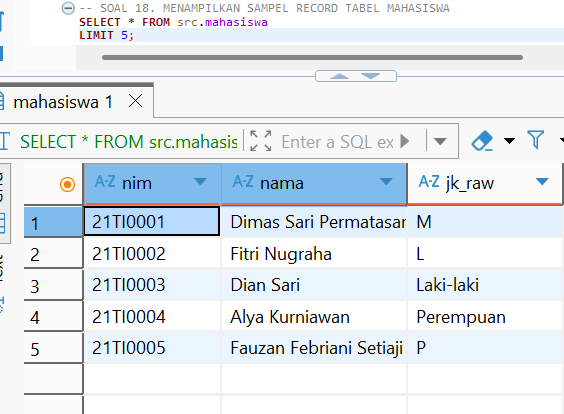 -- SOAL 18. MENAMPILKAN SAMPEL RECORD TABEL MAHASISWA
SELECT * FROM src.mahasiswa
LIMIT 5;
mahasiswa 1
SELECT * FROM src.mahasis
Enter a SQL ex
A-Z nim A-Z nama A-Z jk_raw
1 21TI0001 Dimas Sari Permatasar M
2 21TI0002 Fitri Nugraha L
3 21TI0003 Dian Sari Laki-laki
4 21TI0004 Alya Kurniawan Perempuan
5 21TI0005 Fauzan Febriani Setiaji P